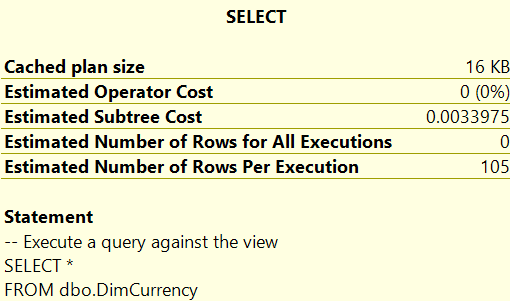 SELECT
Cached plan size 16 KB
Estimated Operator Cost 0 (0%)
Estimated Subtree Cost 0.0033975
Estimated Number of Rows for All Executions 0
Estimated Number of Rows Per Execution 105
Statement
-- Execute a query against the view
SELECT *
FROM dbo.DimCurrency